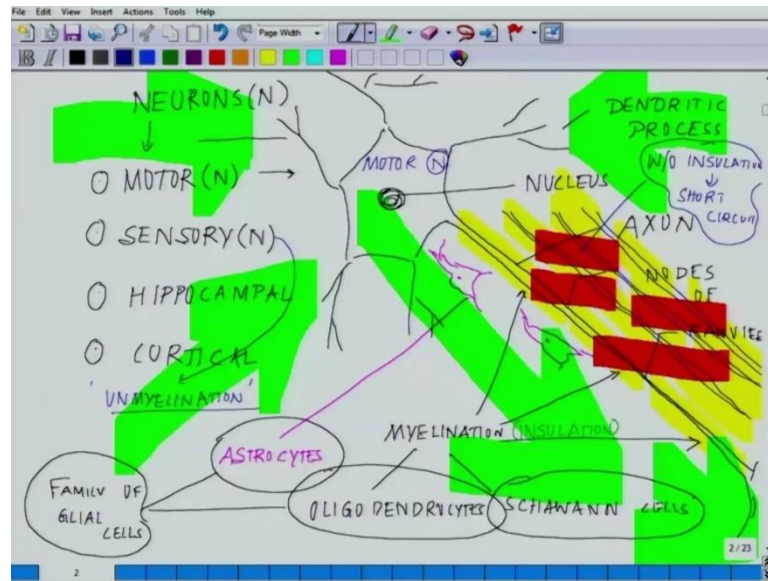 File Edit View Insert Actions Tools Help
Page Width
B I
NEURONS(N)
MOTOR (N)
SENSORY(N)
HIPPOCAMPAL
CORTICAL
'UNMYELINATION'
MOTOR N
DENDRITIC
PROCESS
W/O INSULATION
SHORT
CIRCUIT
NUCLEUS
AXON
NODES
OF
RANVIES
MYELINATION (INSULATION)
ASTROCYTES
FAMILY OF
GLIAL
CELLS
OLIGO DENDROCYTES
SCHAWANN CELLS
2/23
2